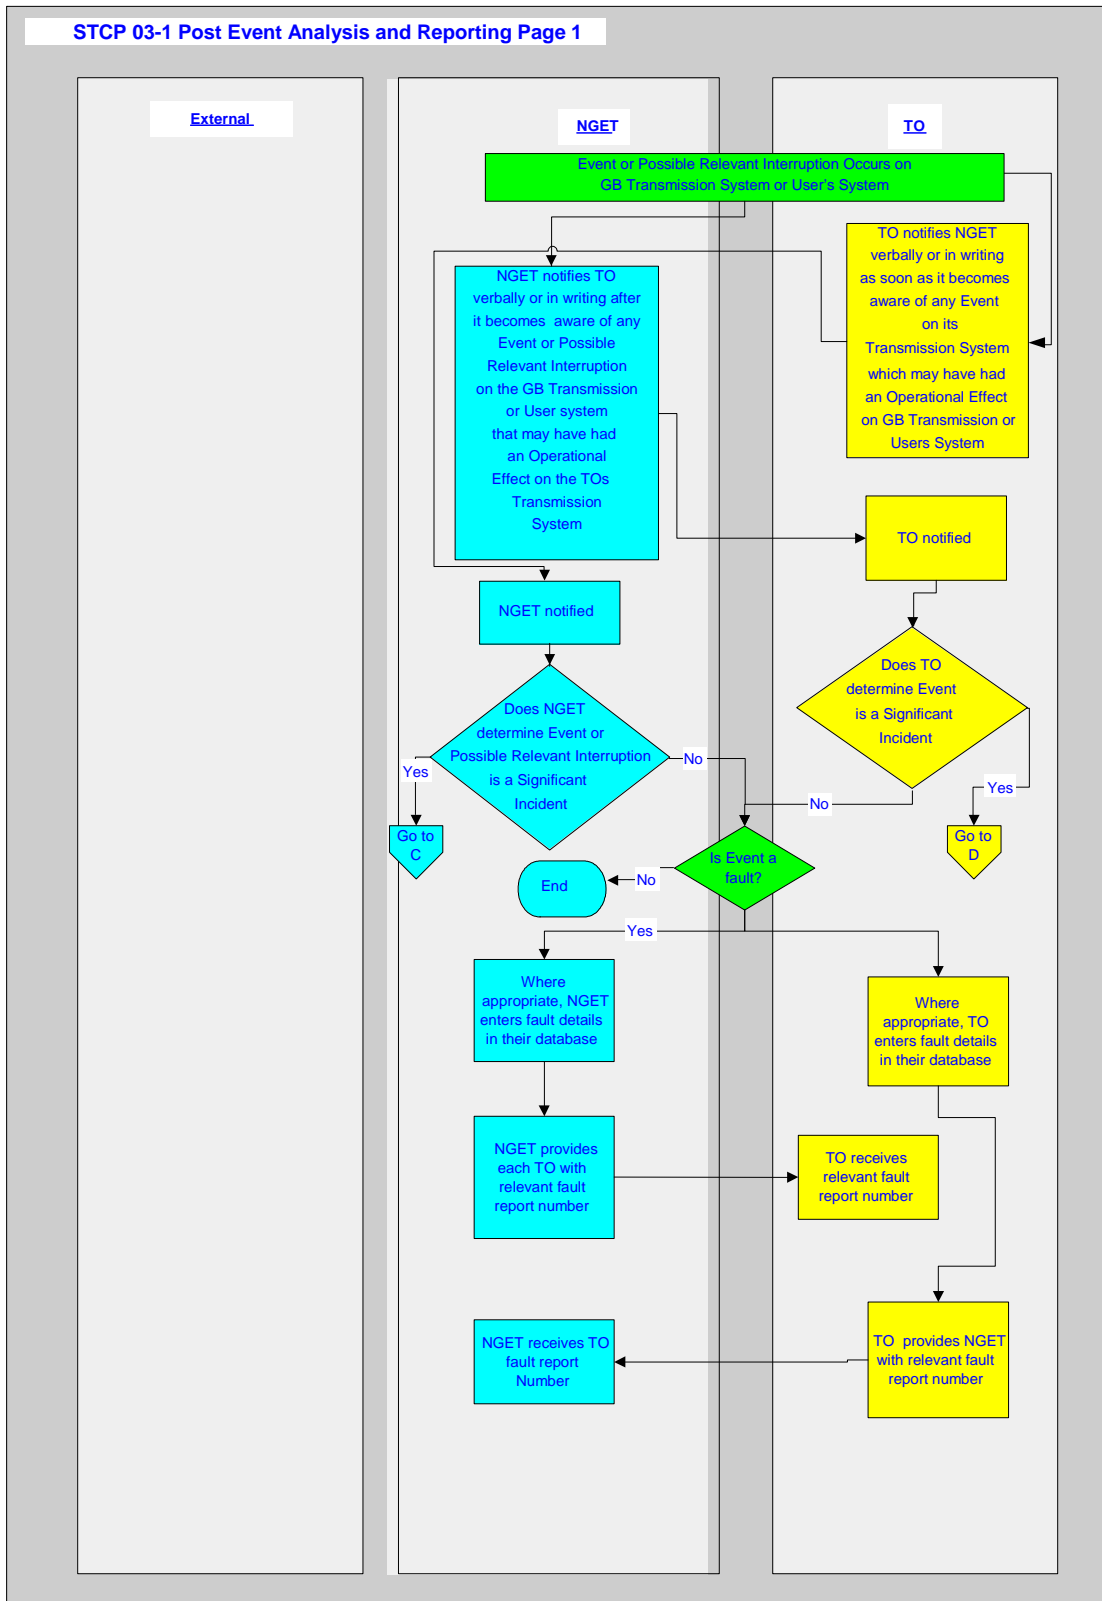 STCP 03-1 Post Event Analysis and Reporting Page 1
External
NGET
TO
Event or Possible Relevant Interruption Occurs on
GB Transmission System or User's System
TO notifies NGET
verbally or in writing
as soon as it becomes
aware of any Event
on its
Transmission System
which may have had
an Operational Effect
on GB Transmission or
Users System
NGET notifies TO
verbally or in writing after
it becomes aware of any
Event or Possible
Relevant Interruption
on the GB Transmission
or User system
that may have had
an Operational
Effect on the TOs
Transmission
System
TO notified
NGET notified
Does TO
determine Event
is a Significant
Incident
Does NGET
determine Event or
Possible Relevant Interruption
is a Significant
Incident
Yes
No
No
Yes
Go to
C
Go to
D
Is Event a
fault?
No
End
Yes
Where
appropriate, NGET
enters fault details
in their database
Where
appropriate, TO
enters fault details
in their database
NGET provides
each TO with
relevant fault
report number
TO receives
relevant fault
report number
NGET receives TO
fault report
Number
TO provides NGET
with relevant fault
report number